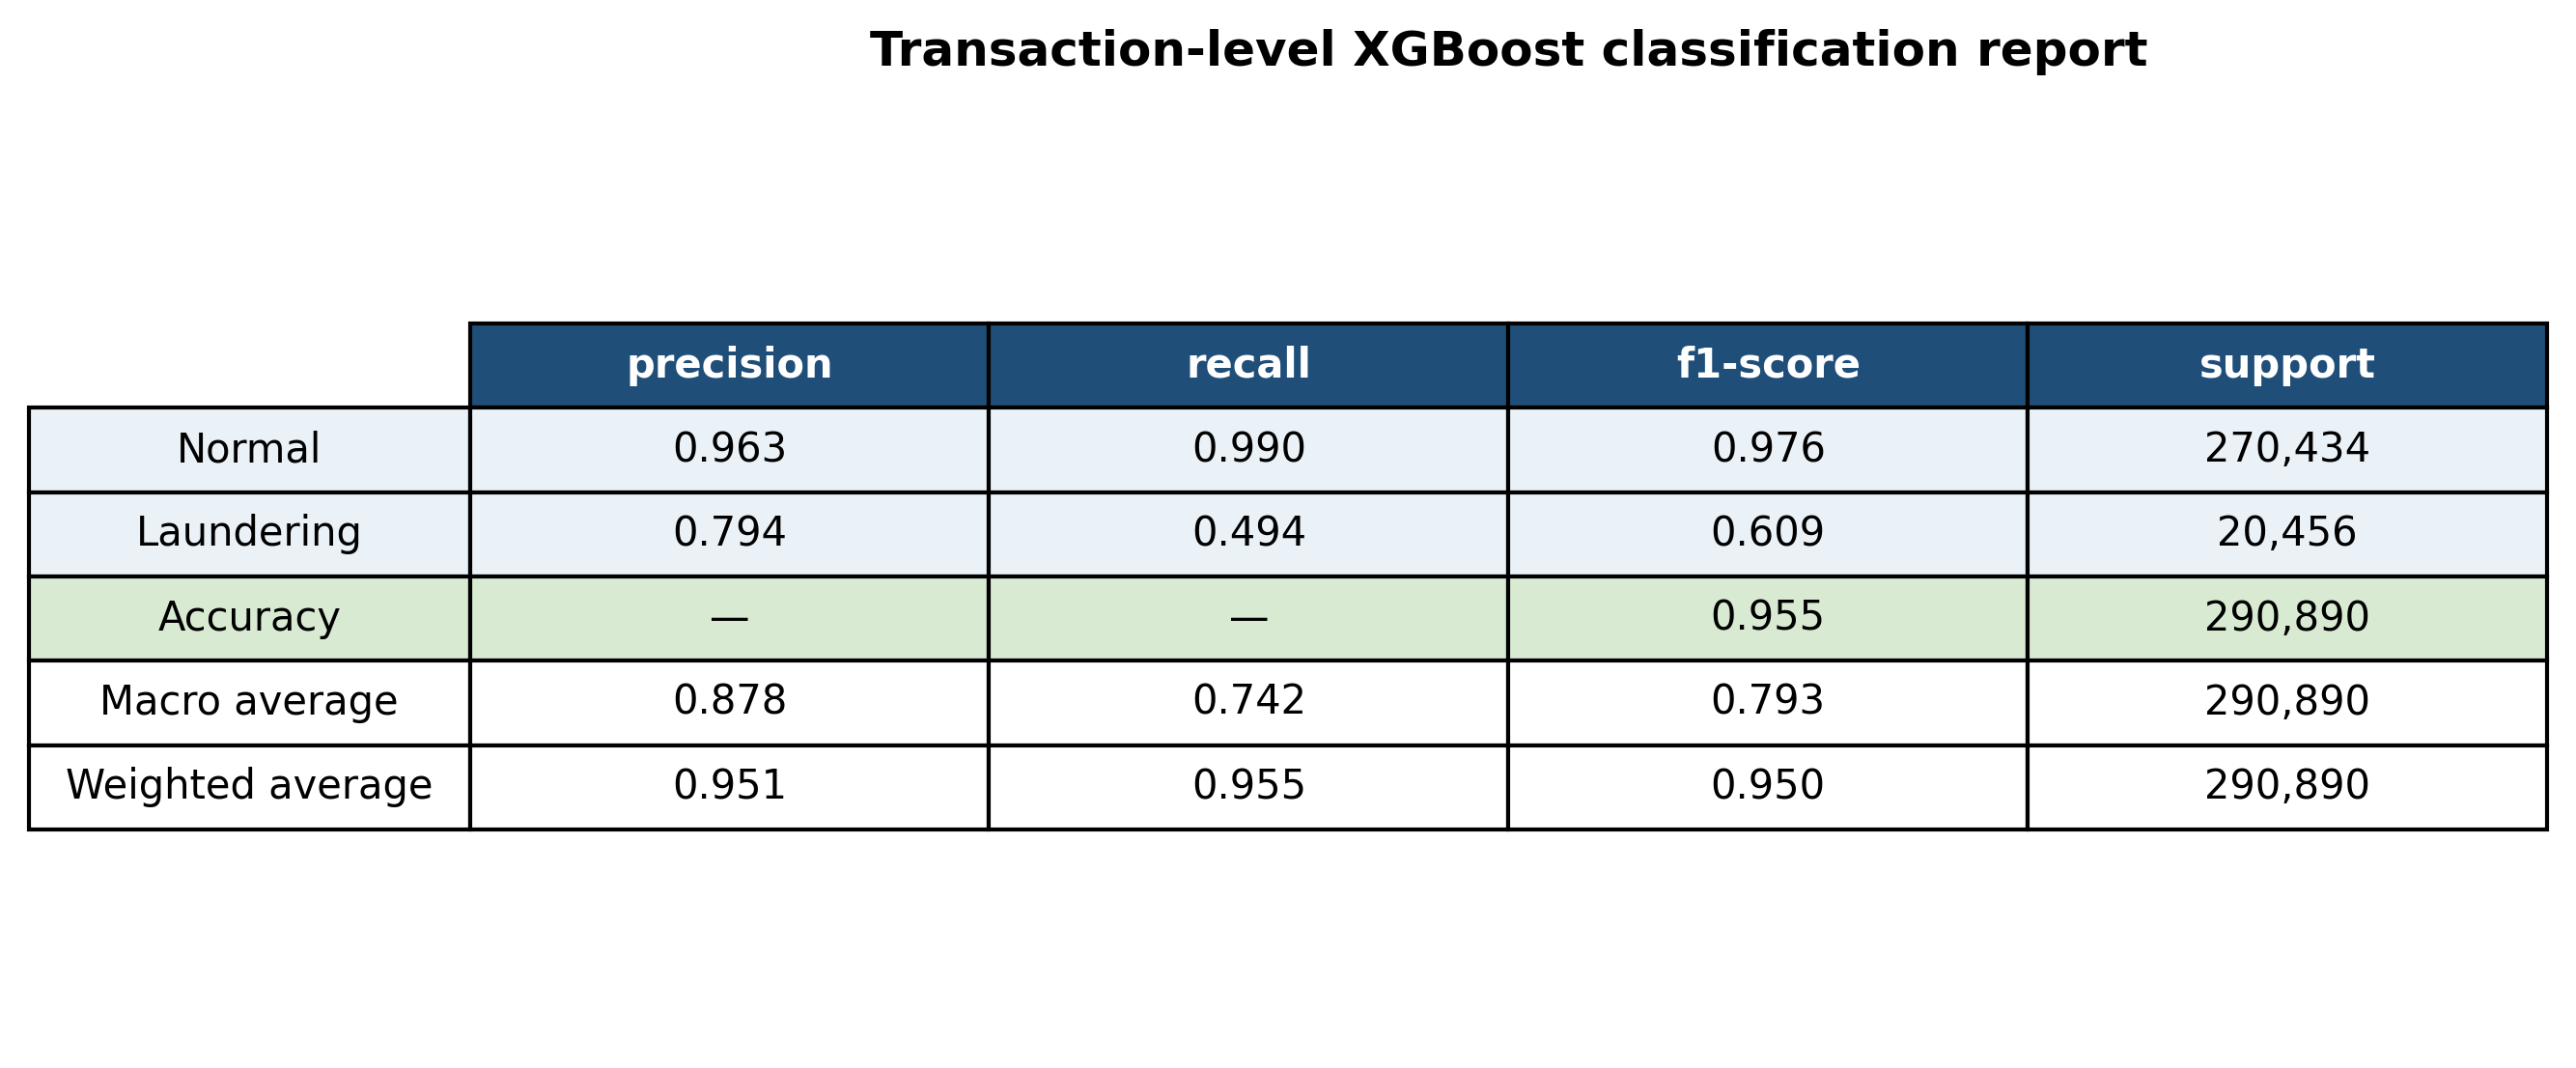 Transaction-level XGBoost classification report
precision recall f1-score support
Normal 0.963 0.990 0.976 270,434
Laundering 0.794 0.494 0.609 20,456
Accuracy — — 0.955 290,890
Macro average 0.878 0.742 0.793 290,890
Weighted average 0.951 0.955 0.950 290,890